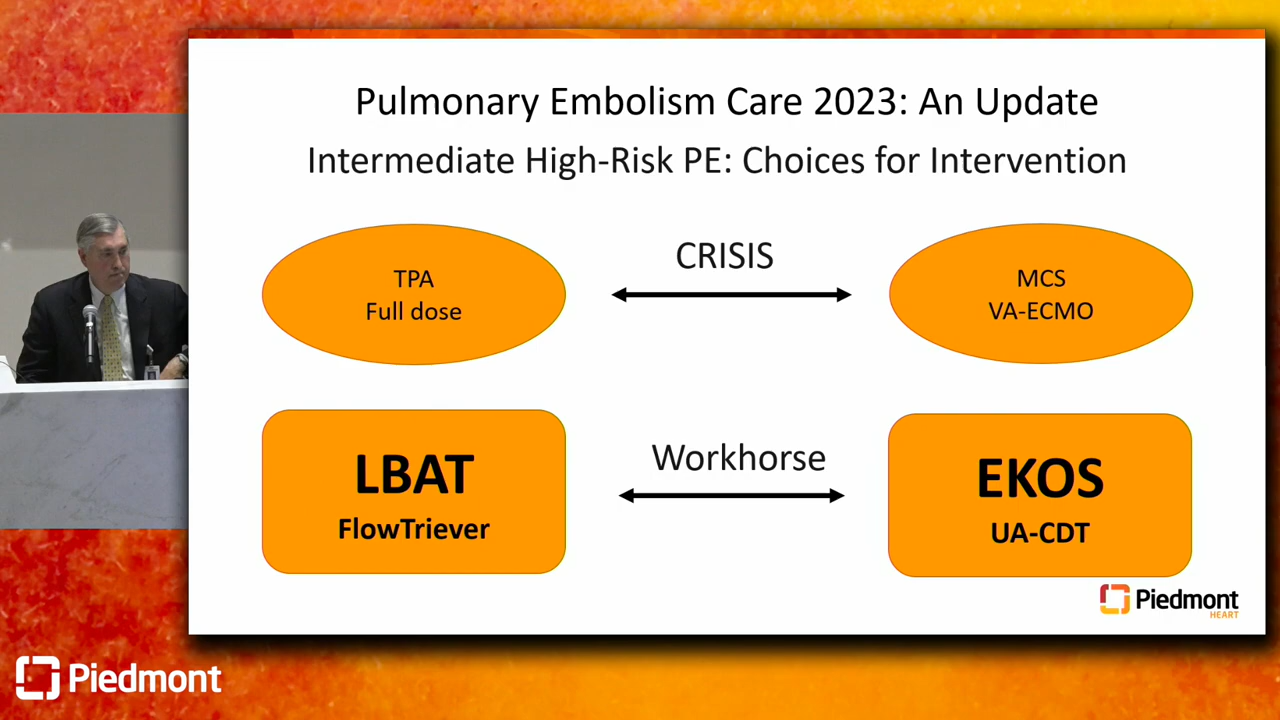 Pulmonary Embolism Care 2023: An Update
Intermediate High-Risk PE: Choices for Intervention
TPA
Full dose
CRISIS
MCS
VA-ECMO
LBAT
FlowTriever
Workhorse
EKOS
UA-CDT
Piedmont
HEART
Piedmont